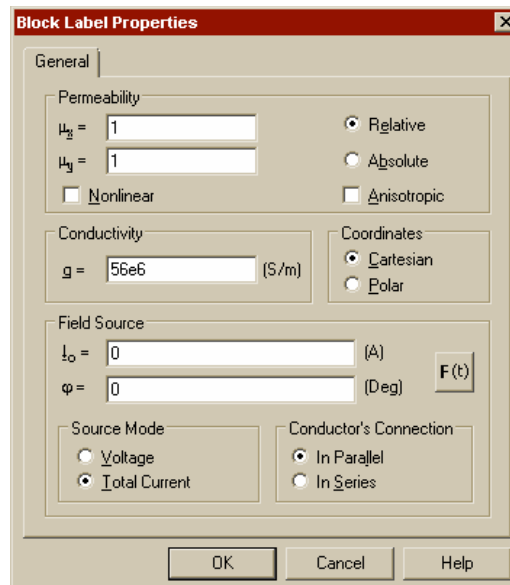 Block Label Properties
General
Permeability
μx = 1
Relative
μy = 1
Absolute
Nonlinear
Anisotropic
Conductivity
g = 56e6 (S/m)
Coordinates
Cartesian
Polar
Field Source
Io = 0 (A)
φ = 0 (Deg)
F(t)
Source Mode
Voltage
Total Current
Conductor's Connection
In Parallel
In Series
OK
Cancel
Help